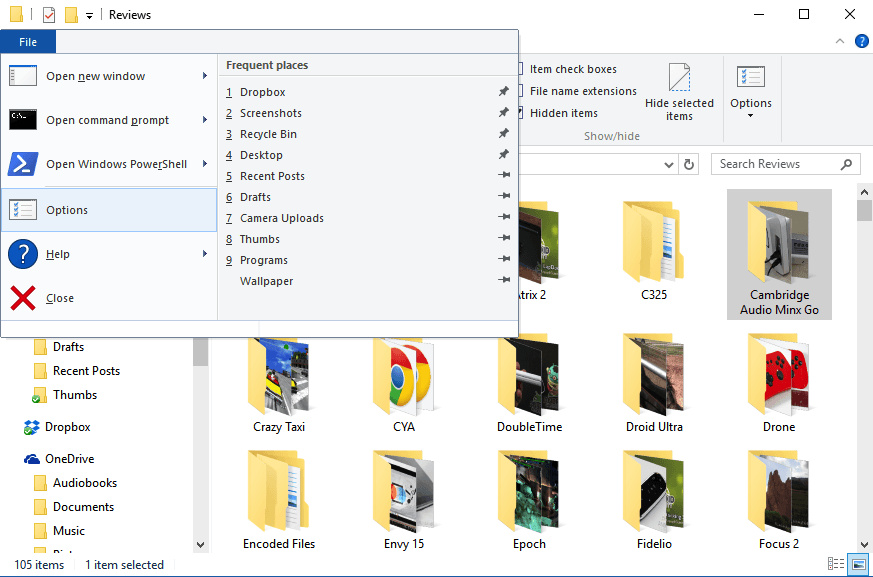 Reviews
File
Open new window
Open command prompt
Open Windows PowerShell
Options
Help
Close
Frequent places
1 Dropbox
2 Screenshots
3 Recycle Bin
4 Desktop
5 Recent Posts
6 Drafts
7 Camera Uploads
8 Thumbs
9 Programs
Wallpaper
Item check boxes
File name extensions
Hidden items
Hide selected
items
Show/hide
Options
Search Reviews
Drafts
Recent Posts
Thumbs
Dropbox
OneDrive
Audiobooks
Documents
Music
Atrix 2
C325
Cambridge
Audio Minx Go
Crazy Taxi
CYA
DoubleTime
Droid Ultra
Drone
Encoded Files
Envy 15
Epoch
Fidelio
Focus 2
105 items
1 item selected